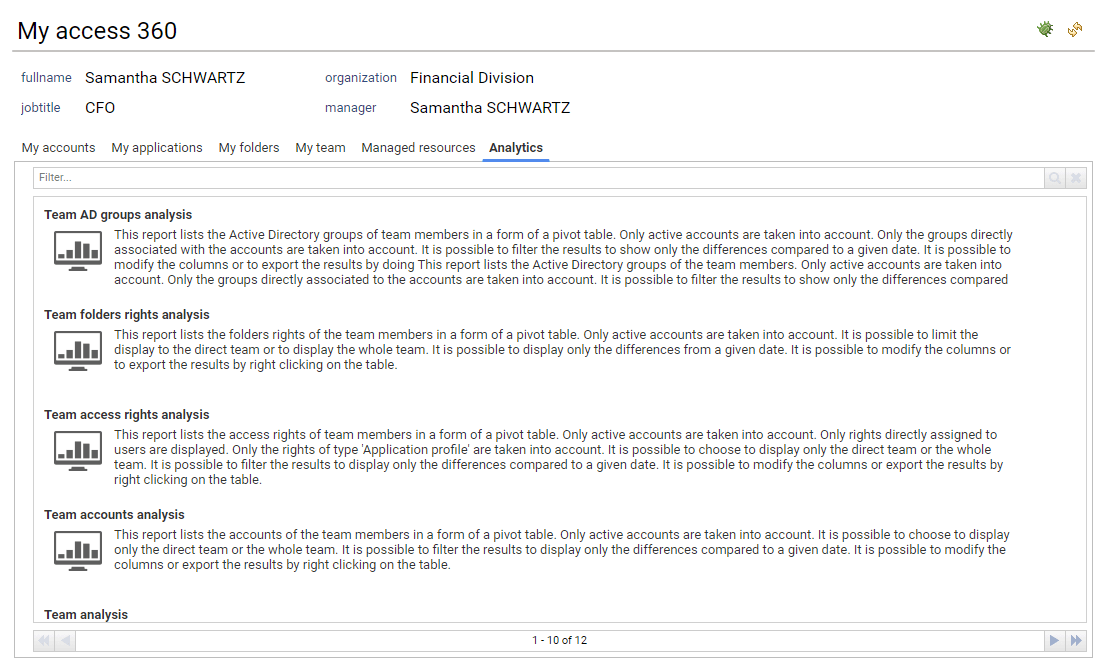 My access 360
fullname Samantha SCHWARTZ organization Financial Division
jobtitle CFO manager Samantha SCHWARTZ
My accounts My applications My folders My team Managed resources Analytics
Filter...
Team AD groups analysis
This report lists the Active Directory groups of team members in a form of a pivot table. Only active accounts are taken into account. Only the groups directly
associated with the accounts are taken into account. It is possible to filter the results to show only the differences compared to a given date. It is possible to
modify the columns or to export the results by doing This report lists the Active Directory groups of the team members. Only active accounts are taken into
account. Only the groups directly associated to the accounts are taken into account. It is possible to filter the results to show only the differences compared
Team folders rights analysis
This report lists the folders rights of the team members in a form of a pivot table. Only active accounts are taken into account. It is possible to limit the
display to the direct team or to display the whole team. It is possible to display only the differences from a given date. It is possible to modify the columns or
to export the results by right clicking on the table.
Team access rights analysis
This report lists the access rights of team members in a form of a pivot table. Only active accounts are taken into account. Only rights directly assigned to
users are displayed. Only the rights of type 'Application profile' are taken into account. It is possible to choose to display only the direct team or the whole
team. It is possible to filter the results to display only the differences compared to a given date. It is possible to modify the columns or export the results by
right clicking on the table.
Team accounts analysis
This report lists the accounts of the team members in a form of a pivot table. Only active accounts are taken into account. It is possible to choose to display
only the direct team or the whole team. It is possible to filter the results to display only the differences compared to a given date. It is possible to modify the
columns or export the results by right clicking on the table.
Team analysis
1 - 10 of 12